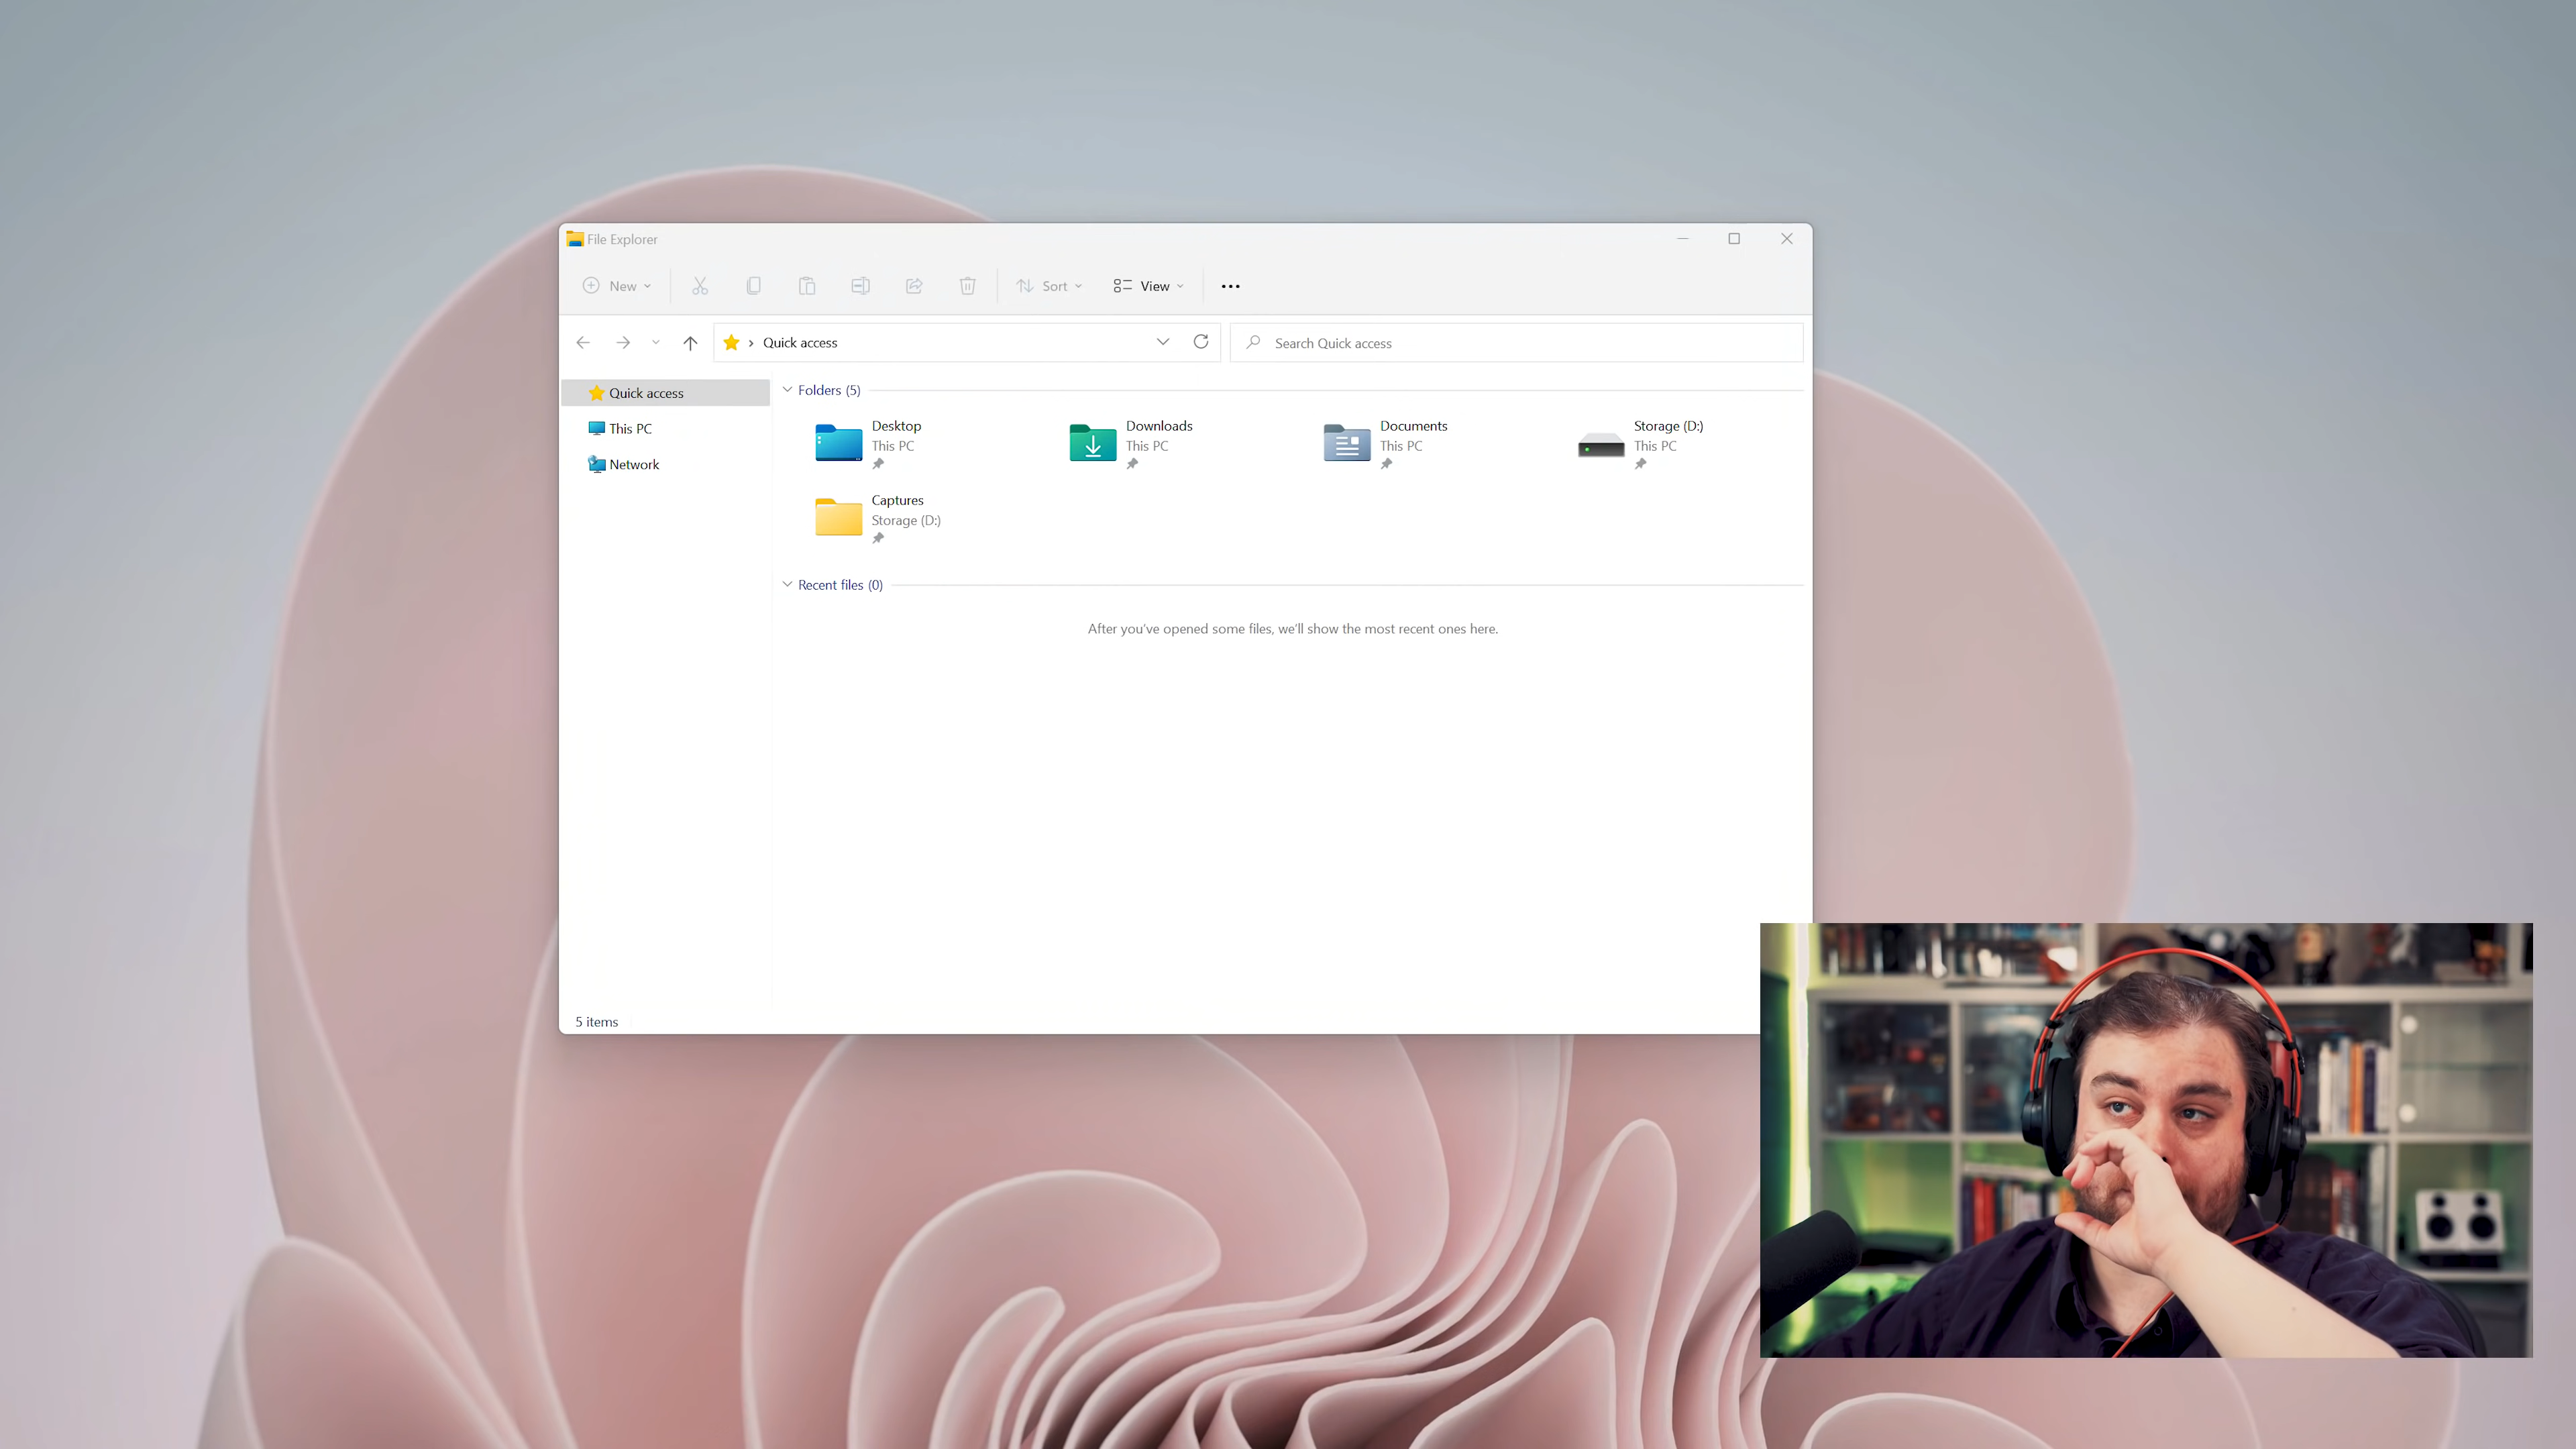 File Explorer
New
Sort
View
Quick access
Search Quick access
Quick access
This PC
Network
Folders (5)
Desktop
This PC
Downloads
This PC
Documents
This PC
Storage (D:)
This PC
Captures
Storage (D:)
Recent files (0)
After you've opened some files, we'll show the most recent ones here.
5 items